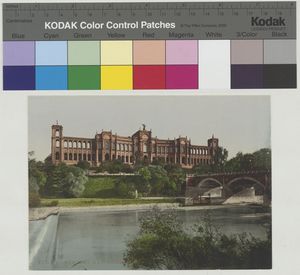 KODAK Color Control Patches
Kodak
Blue Cyan Green Yellow Red Magenta White 3/Color Black